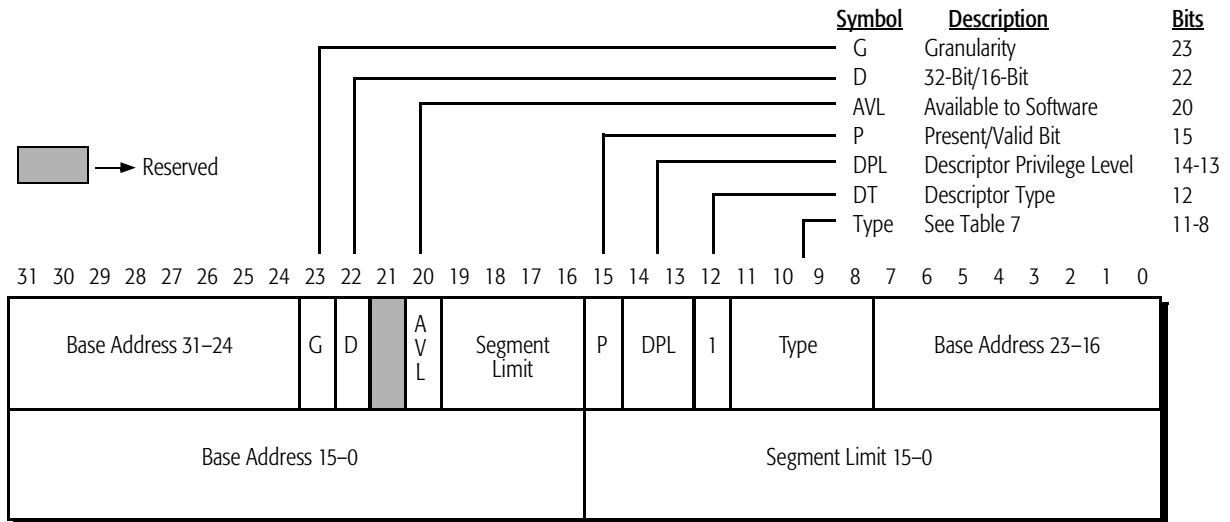 Symbol Description Bits
G Granularity 23
D 32-Bit/16-Bit 22
AVL Available to Software 20
P Present/Valid Bit 15
DPL Descriptor Privilege Level 14-13
DT Descriptor Type 12
Type See Table 7 11-8
Reserved
31 30 29 28 27 26 25 24 23 22 21 20 19 18 17 16 15 14 13 12 11 10 9 8 7 6 5 4 3 2 1 0
Base Address 31–24
G
D
A
V
L
Segment
Limit
P
DPL
1
Type
Base Address 23–16
Base Address 15–0
Segment Limit 15–0